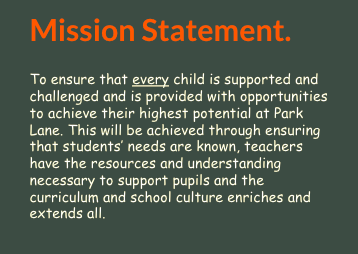 Mission Statement.
To ensure that every child is supported and
challenged and is provided with opportunities
to achieve their highest potential at Park
Lane. This will be achieved through ensuring
that students' needs are known, teachers
have the resources and understanding
necessary to support pupils and the
curriculum and school culture enriches and
extends all.